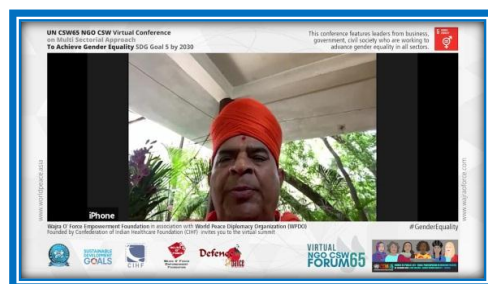 UN CSW65 NGO CSW Virtual Conference
on Multi Sectorial Approach
To Achieve Gender Equality SDG Goal 5 by 2030
This conference features leaders from business,
government, civil society who are working to
advance gender equality in all sectors.
www.worldpeace.asia
www.wajraoforce.com
iPhone
Wajra O' Force Empowerment Foundation in association with World Peace Diplomacy Organization (WPDO)
Founded by Confederation of Indian Healthcare Foundation (CIHF) invites you to the virtual summit
#GenderEquality
SUSTAINABLE
DEVELOPMENT
GOALS
CIHF
Defence
VIRTUAL
NGO CSW
FORUM65